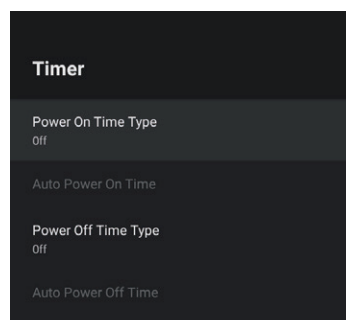 Timer
Power On Time Type
Off
Auto Power On Time
Power Off Time Type
Off
Auto Power Off Time